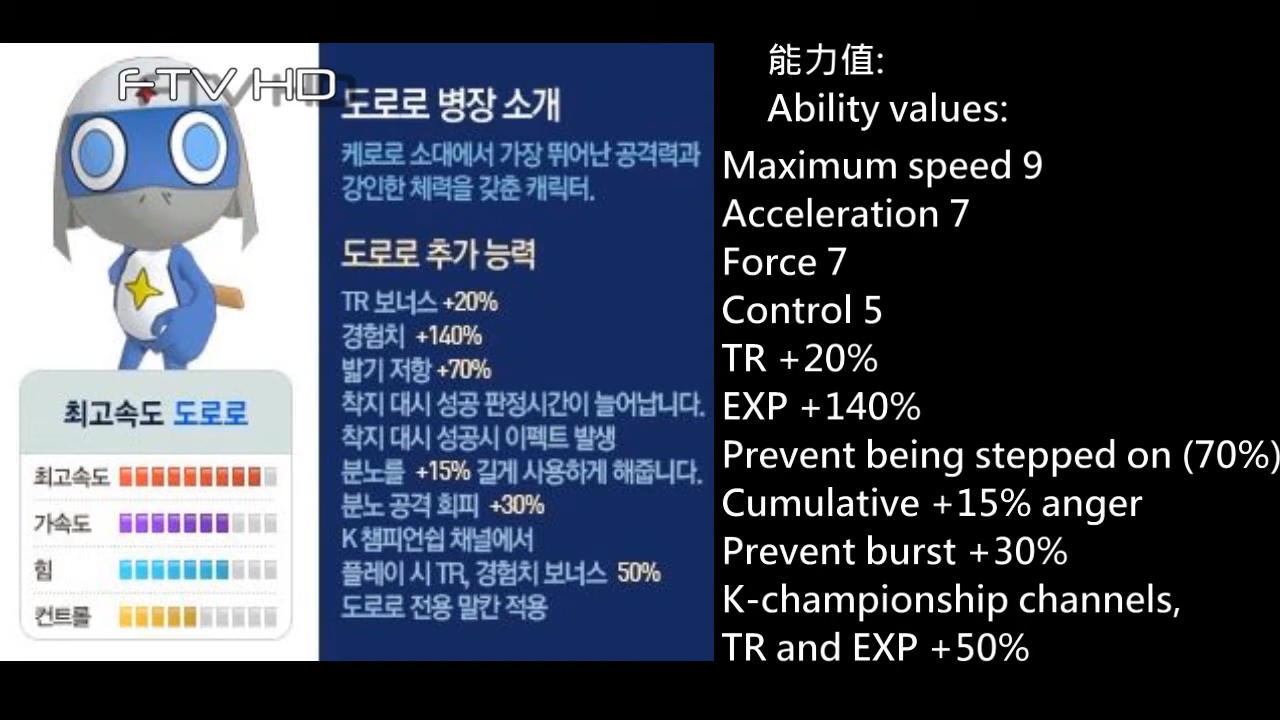 FTV HD
도로로 병장 소개
케로로 소대에서 가장 뛰어난 공격력과
강인한 체력을 갖춘 캐릭터.
도로로 추가 능력
TR 보너스 +20%
경험치 +140%
밟기 저항 +70%
착지 대시 성공 판정시간이 늘어납니다.
착지 대시 성공시 이펙트 발생
분노를 +15% 길게 사용하게 해줍니다.
분노 공격 회피 +30%
K 챔피언쉽 채널에서
플레이 시 TR, 경험치 보너스 50%
도로로 전용 말칸 적용
최고속도 도로로
최고속도
가속도
힘
컨트롤
能力值:
Ability values:
Maximum speed 9
Acceleration 7
Force 7
Control 5
TR +20%
EXP +140%
Prevent being stepped on (70%)
Cumulative +15% anger
Prevent burst +30%
K-championship channels,
TR and EXP +50%